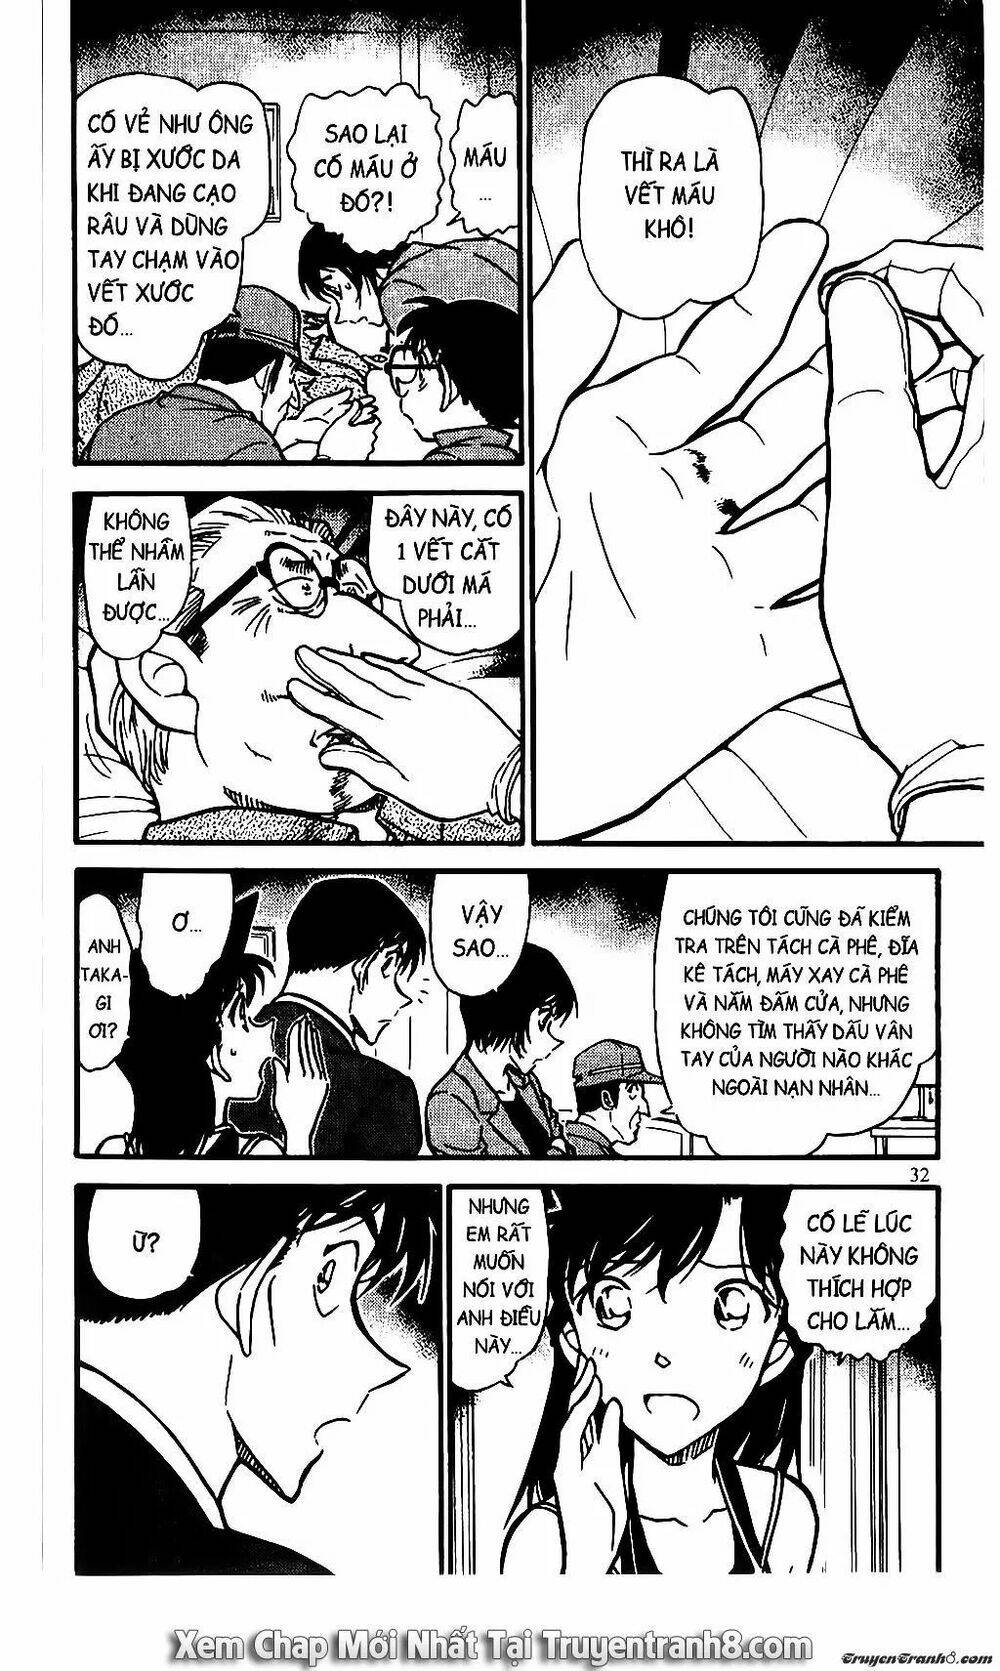 THÌ RA LÀ
VẾT MÁU
KHÔ!
MÁU
...
SAO LẠI
CÓ MÁU Ở
ĐÓ?!
CÓ VẺ NHƯ ÔNG
ẤY BỊ XƯỚC DA
KHI ĐANG CẠO
RÂU VÀ DÙNG
TAY CHẠM VÀO
VẾT XƯỚC
ĐÓ...
ĐÂY NÀY, CÓ
1 VẾT CẮT
DƯỚI MÁ
PHẢI...
KHÔNG
THỂ NHẦM
LẪN
ĐƯỢC...
CHÚNG TÔI CŨNG ĐÃ KIỂM
TRA TRÊN TÁCH CÀ PHÊ, ĐĨA
KÊ TÁCH, MÁY XAY CÀ PHÊ
VÀ NẮM ĐẤM CỬA, NHƯNG
KHÔNG TÌM THẤY DẤU VÂN
TAY CỦA NGƯỜI NÀO KHÁC
NGOÀI NẠN NHÂN...
VẬY
SAO...
Ơ...
ANH
TAKA-
GI
ƠI?
32
CÓ LẼ LÚC
NÀY KHÔNG
THÍCH HỢP
CHO LẮM...
NHƯNG
EM RẤT
MUỐN
NÓI VỚI
ANH ĐIỀU
NÀY...
Ừ?
Xem Chap Mới Nhất Tại Truyentranh8.com
TruyenTranh8.com